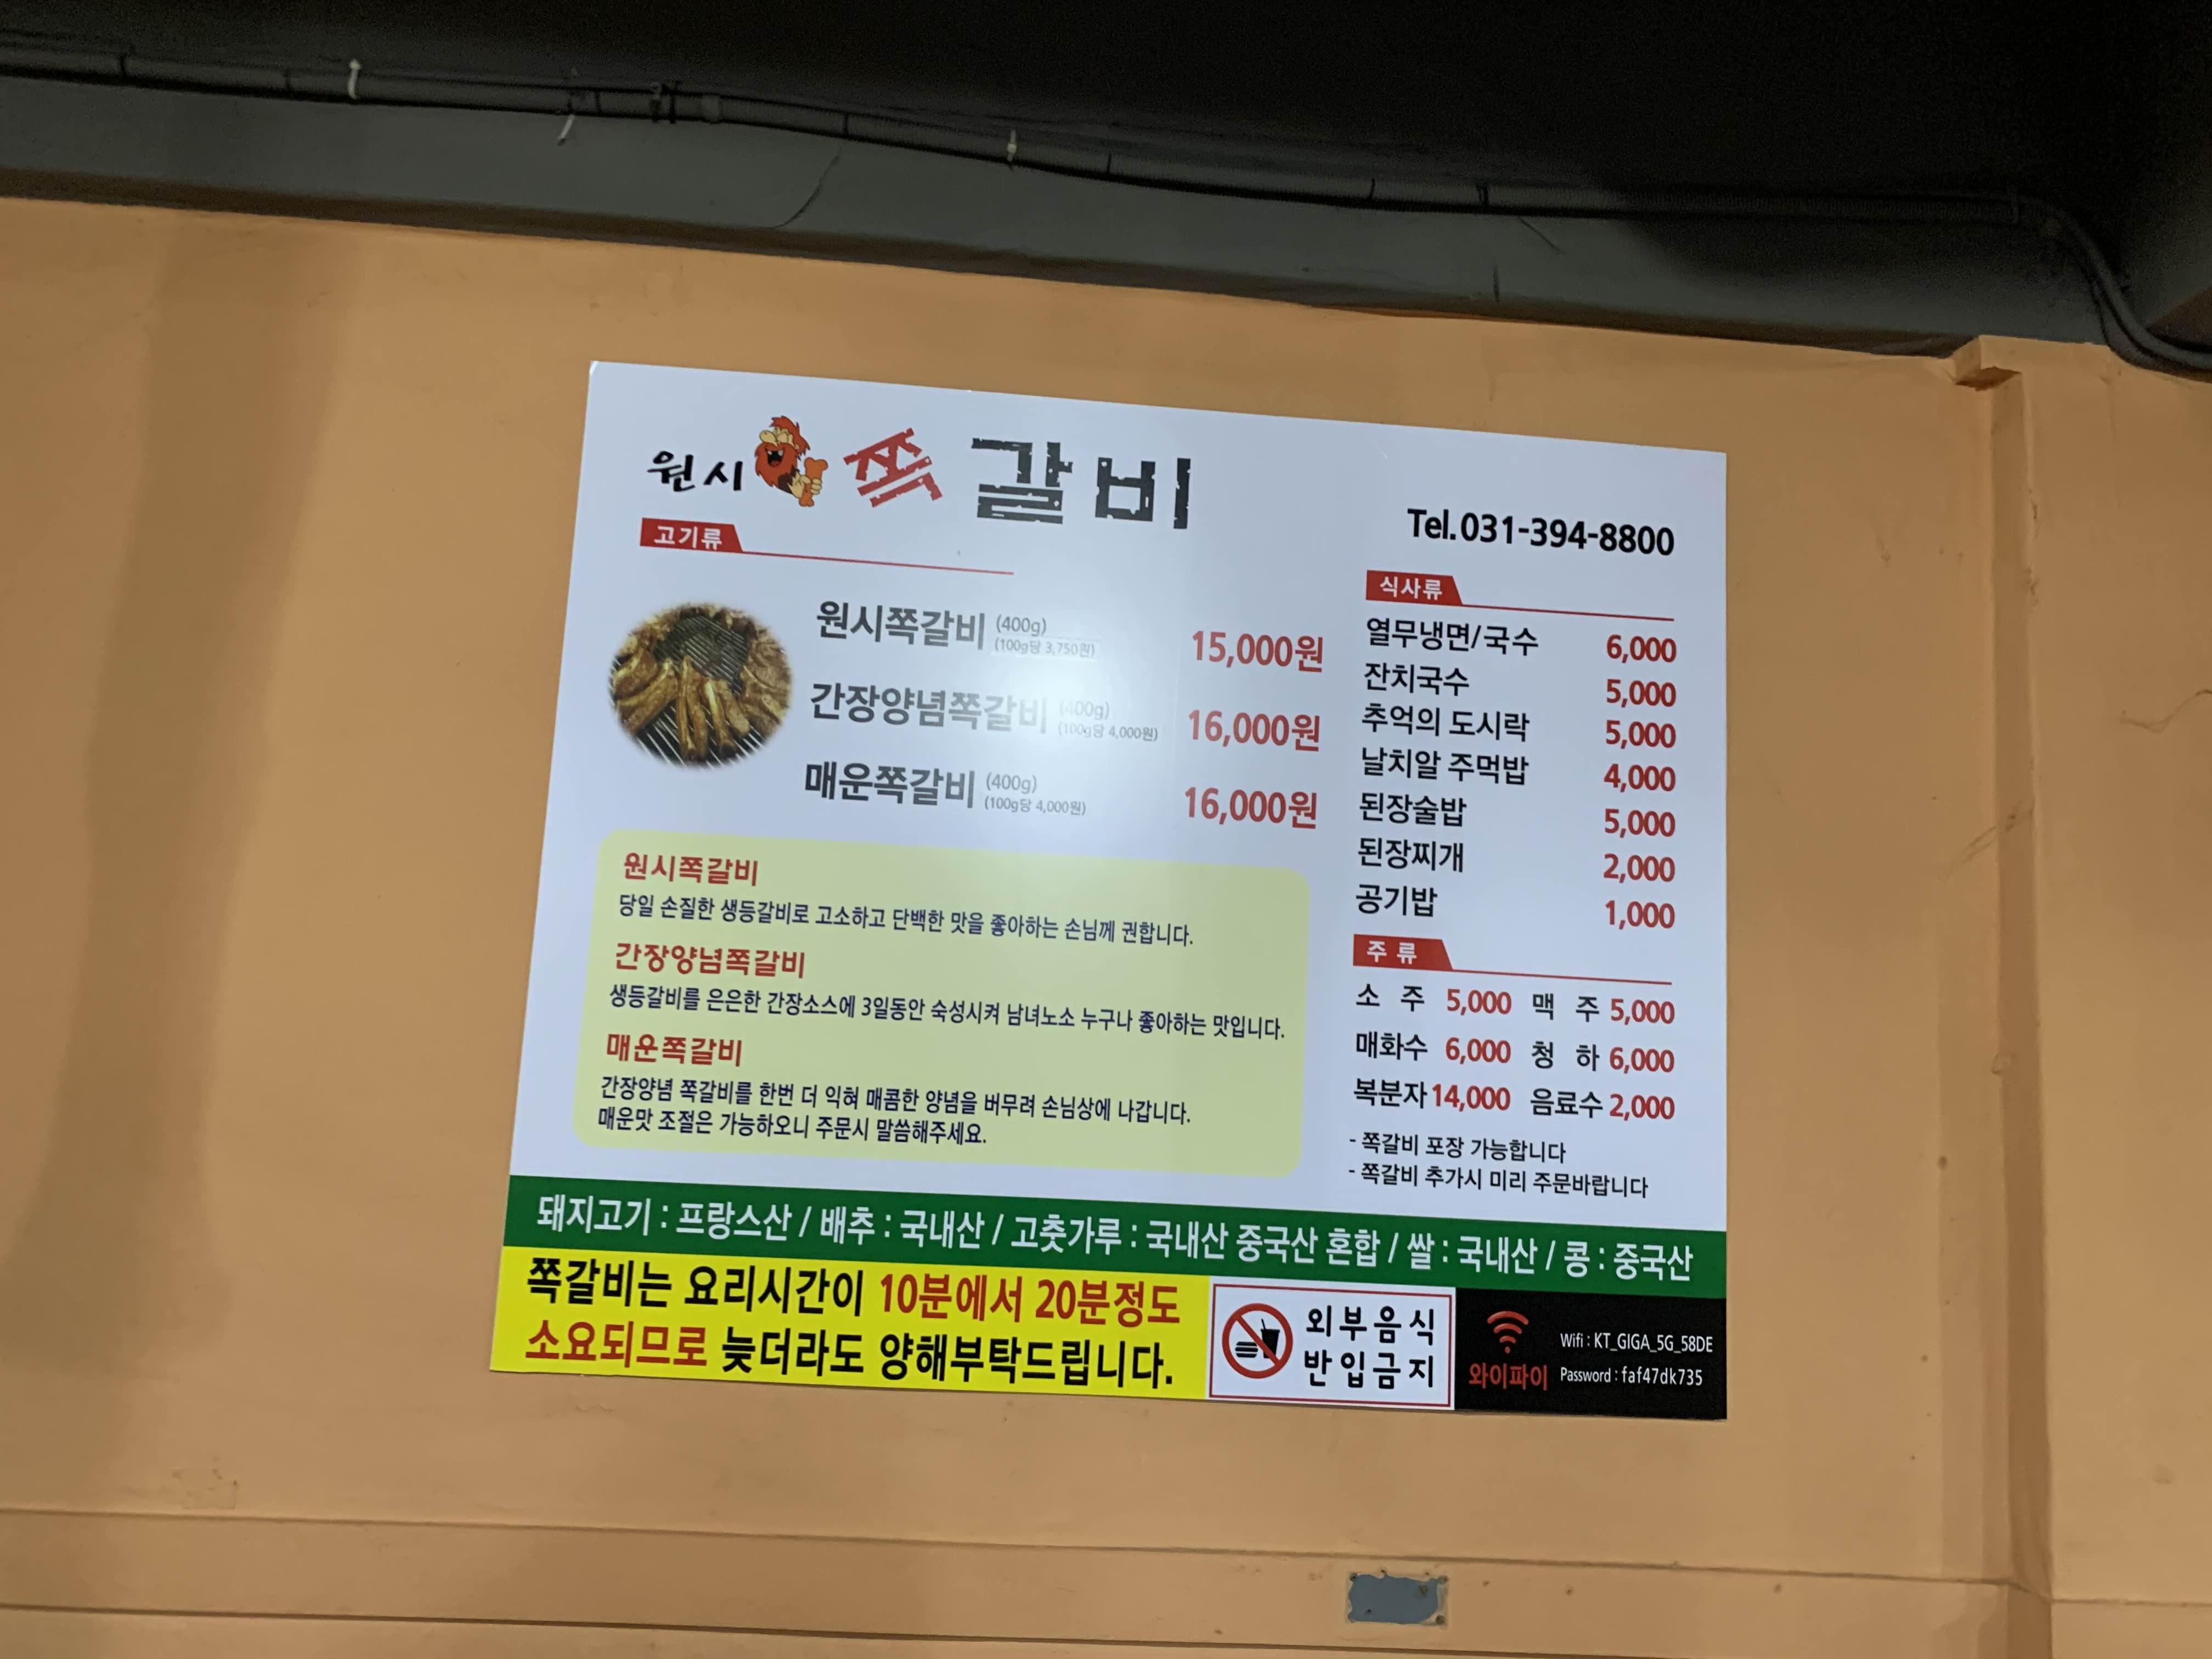 원시 쪽갈비
Tel.031-394-8800
고기류
원시쪽갈비 (400g) (100g당 3,750원) 15,000원
간장양념쪽갈비 (400g) (100g당 4,000원) 16,000원
매운쪽갈비 (400g) (100g당 4,000원) 16,000원
원시쪽갈비
당일 손질한 생등갈비로 고소하고 단백한 맛을 좋아하는 손님께 권합니다.
간장양념쪽갈비
생등갈비를 은은한 간장소스에 3일동안 숙성시켜 남녀노소 누구나 좋아하는 맛입니다.
매운쪽갈비
간장양념 쪽갈비를 한번 더 익혀 매콤한 양념을 버무려 손님상에 나갑니다.
매운맛 조절은 가능하오니 주문시 말씀해주세요.
식사류
열무냉면/국수 6,000
잔치국수 5,000
추억의 도시락 5,000
날치알 주먹밥 4,000
된장술밥 5,000
된장찌개 2,000
공기밥 1,000
주 류
소 주 5,000 맥 주 5,000
매화수 6,000 청 하 6,000
복분자 14,000 음료수 2,000
- 쪽갈비 포장 가능합니다
- 쪽갈비 추가시 미리 주문바랍니다
돼지고기 : 프랑스산 / 배추 : 국내산 / 고춧가루 : 국내산 중국산 혼합 / 쌀 : 국내산 / 콩 : 중국산
쪽갈비는 요리시간이 10분에서 20분정도
소요되므로 늦더라도 양해부탁드립니다.
외부음식
반입금지
와이파이
Wifi : KT_GIGA_5G_58DE
Password : faf47dk735